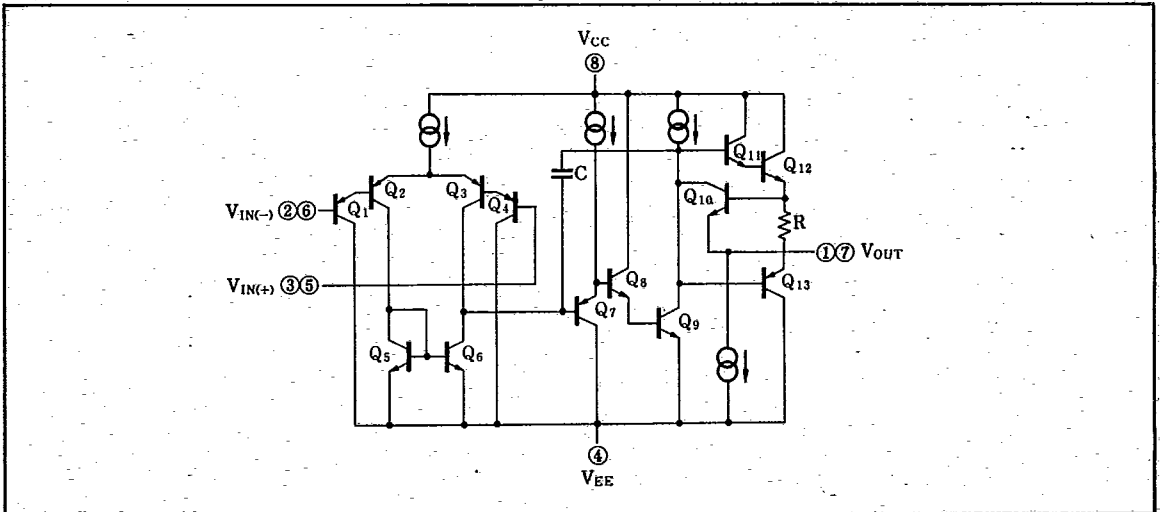 VCC
⑧
Q11
Q12
C
Q2
Q3
Q10
VIN(−) ②⑥
Q1
Q4
R
①⑦ VOUT
VIN(+) ③⑤
Q8
Q13
Q7
Q9
Q5
Q6
④
VEE